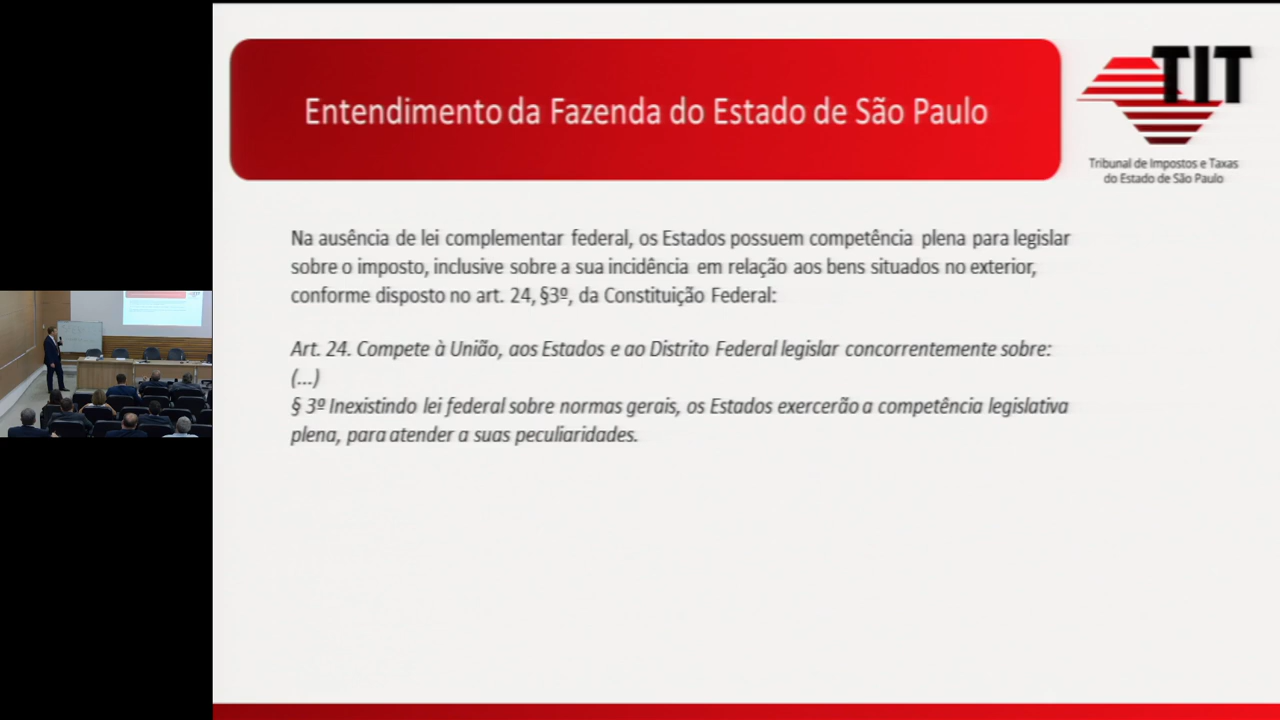 Entendimento da Fazenda do Estado de São Paulo
TIT
Tribunal de Impostos e Taxas
do Estado de São Paulo
Na ausência de lei complementar federal, os Estados possuem competência plena para legislar
sobre o imposto, inclusive sobre a sua incidência em relação aos bens situados no exterior,
conforme disposto no art. 24, §3º, da Constituição Federal:
Art. 24. Compete à União, aos Estados e ao Distrito Federal legislar concorrentemente sobre:
(...)
§ 3º Inexistindo lei federal sobre normas gerais, os Estados exercerão a competência legislativa
plena, para atender a suas peculiaridades.